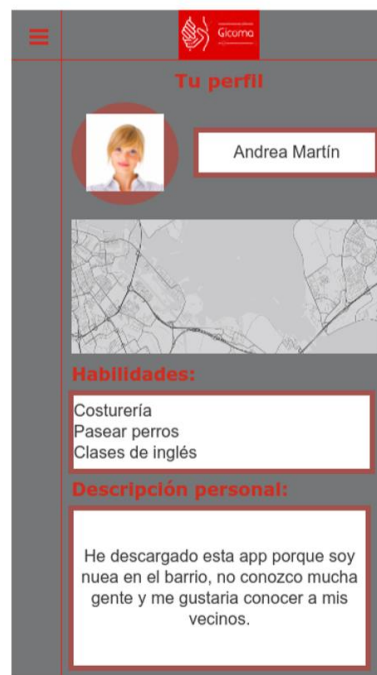 Gicoma
Tu perfil
Andrea Martín
Habilidades:
Costurería
Pasear perros
Clases de inglés
Descripción personal:
He descargado esta app porque soy
nuea en el barrio, no conozco mucha
gente y me gustaria conocer a mis
vecinos.